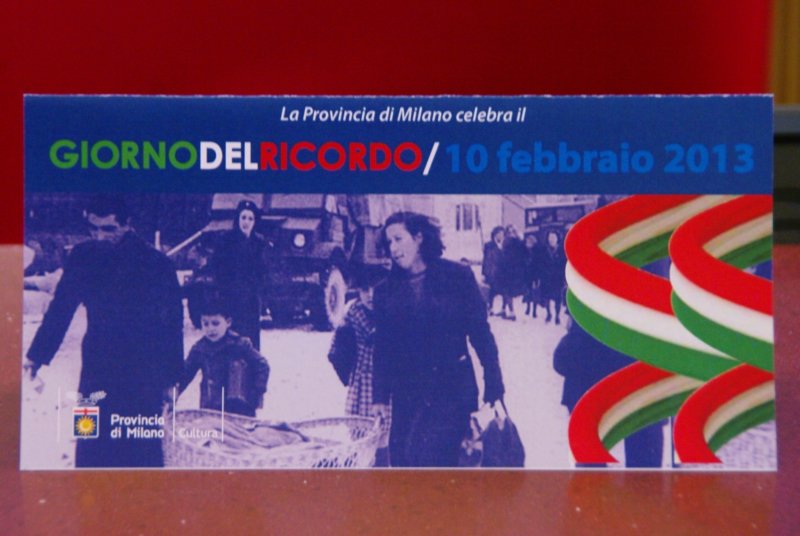 La Provincia di Milano celebra il
GIORNODELRICORDO/10 febbraio 2013
Provincia
di Milano
Cultura